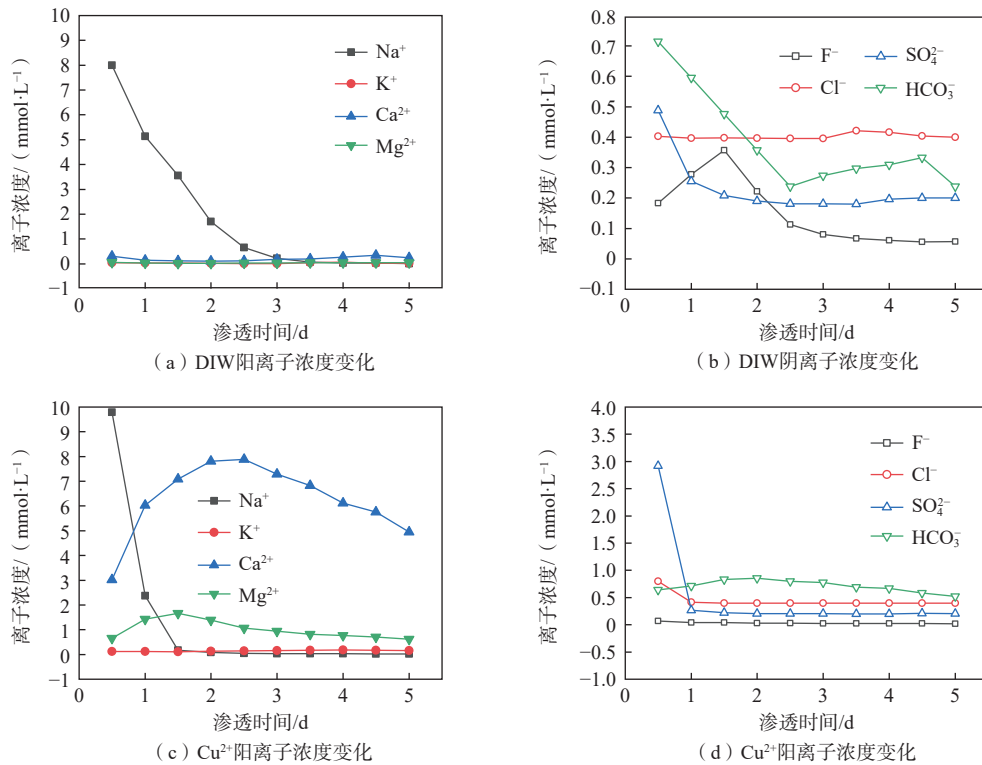 10
9
8
7
6
5
4
3
2
1
0
−1
离子浓度/（mmol·L⁻¹）
Na⁺
K⁺
Ca²⁺
Mg²⁺
0 1 2 3 4 5
渗透时间/d
（a）DIW阳离子浓度变化
0.8
0.7
0.6
0.5
0.4
0.3
0.2
0.1
0
−0.1
离子浓度/（mmol·L⁻¹）
F⁻ SO₄²⁻
Cl⁻ HCO₃⁻
0 1 2 3 4 5
渗透时间/d
（b）DIW阴离子浓度变化
10
9
8
7
6
5
4
3
2
1
0
−1
离子浓度/（mmol·L⁻¹）
Na⁺
K⁺
Ca²⁺
Mg²⁺
0 1 2 3 4 5
渗透时间/d
（c）Cu²⁺阳离子浓度变化
4.0
3.5
3.0
2.5
2.0
1.5
1.0
0.5
0
−0.5
−1.0
离子浓度/（mmol·L⁻¹）
F⁻
Cl⁻
SO₄²⁻
HCO₃⁻
0 1 2 3 4 5
渗透时间/d
（d）Cu²⁺阳离子浓度变化